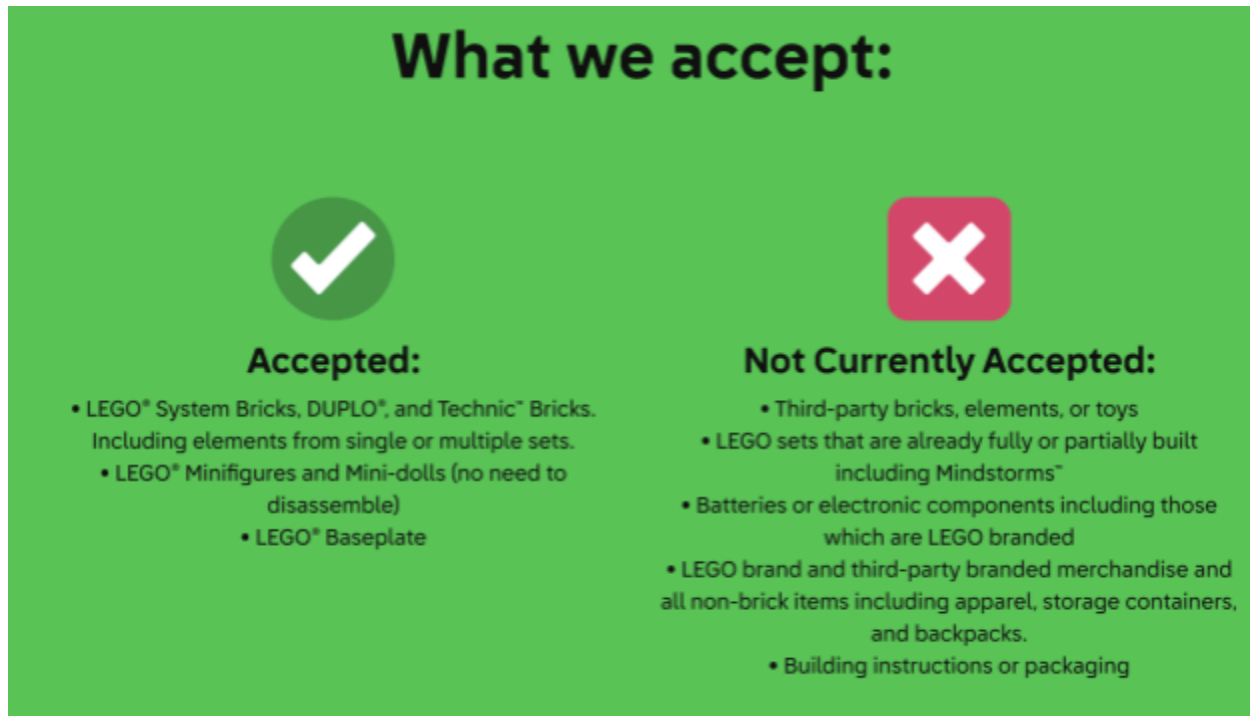 What we accept:
Accepted:
• LEGO® System Bricks, DUPLO®, and Technic™ Bricks.
Including elements from single or multiple sets.
• LEGO® Minifigures and Mini-dolls (no need to
disassemble)
• LEGO® Baseplate
Not Currently Accepted:
• Third-party bricks, elements, or toys
• LEGO sets that are already fully or partially built
including Mindstorms™
• Batteries or electronic components including those
which are LEGO branded
• LEGO brand and third-party branded merchandise and
all non-brick items including apparel, storage containers,
and backpacks.
• Building instructions or packaging